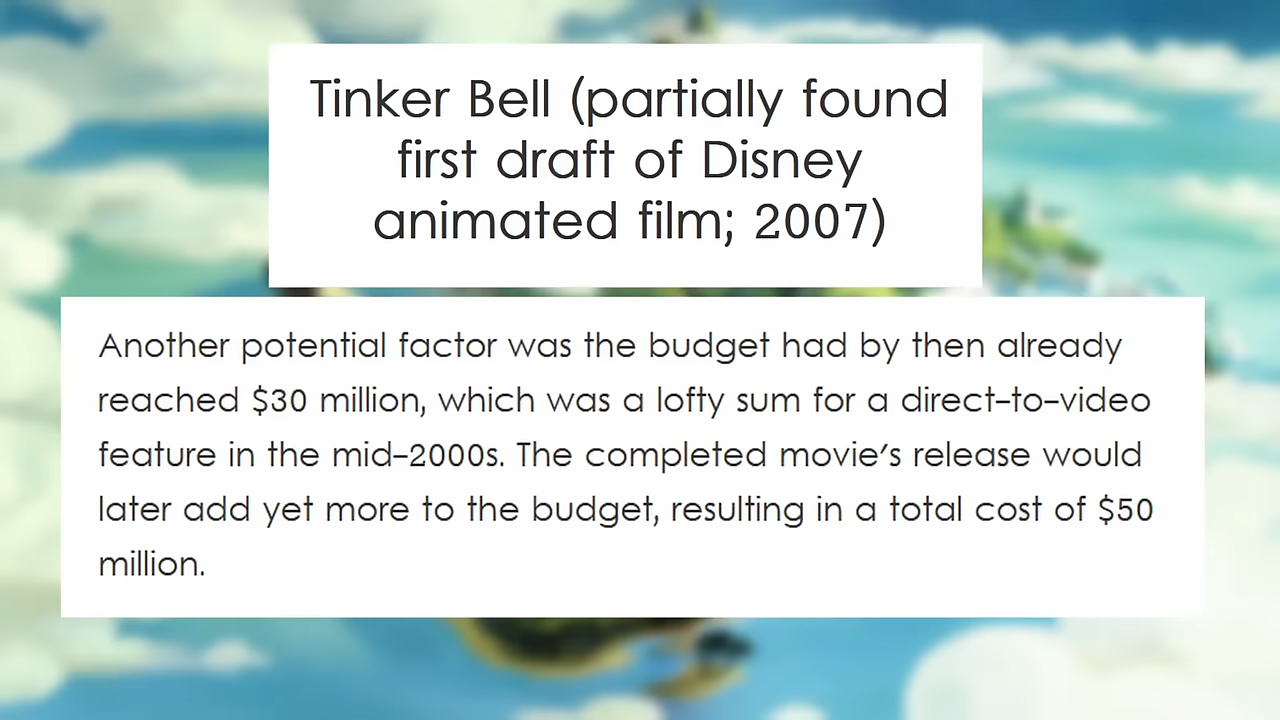 Tinker Bell (partially found
first draft of Disney
animated film; 2007)
Another potential factor was the budget had by then already
reached $30 million, which was a lofty sum for a direct-to-video
feature in the mid-2000s. The completed movie's release would
later add yet more to the budget, resulting in a total cost of $50
million.